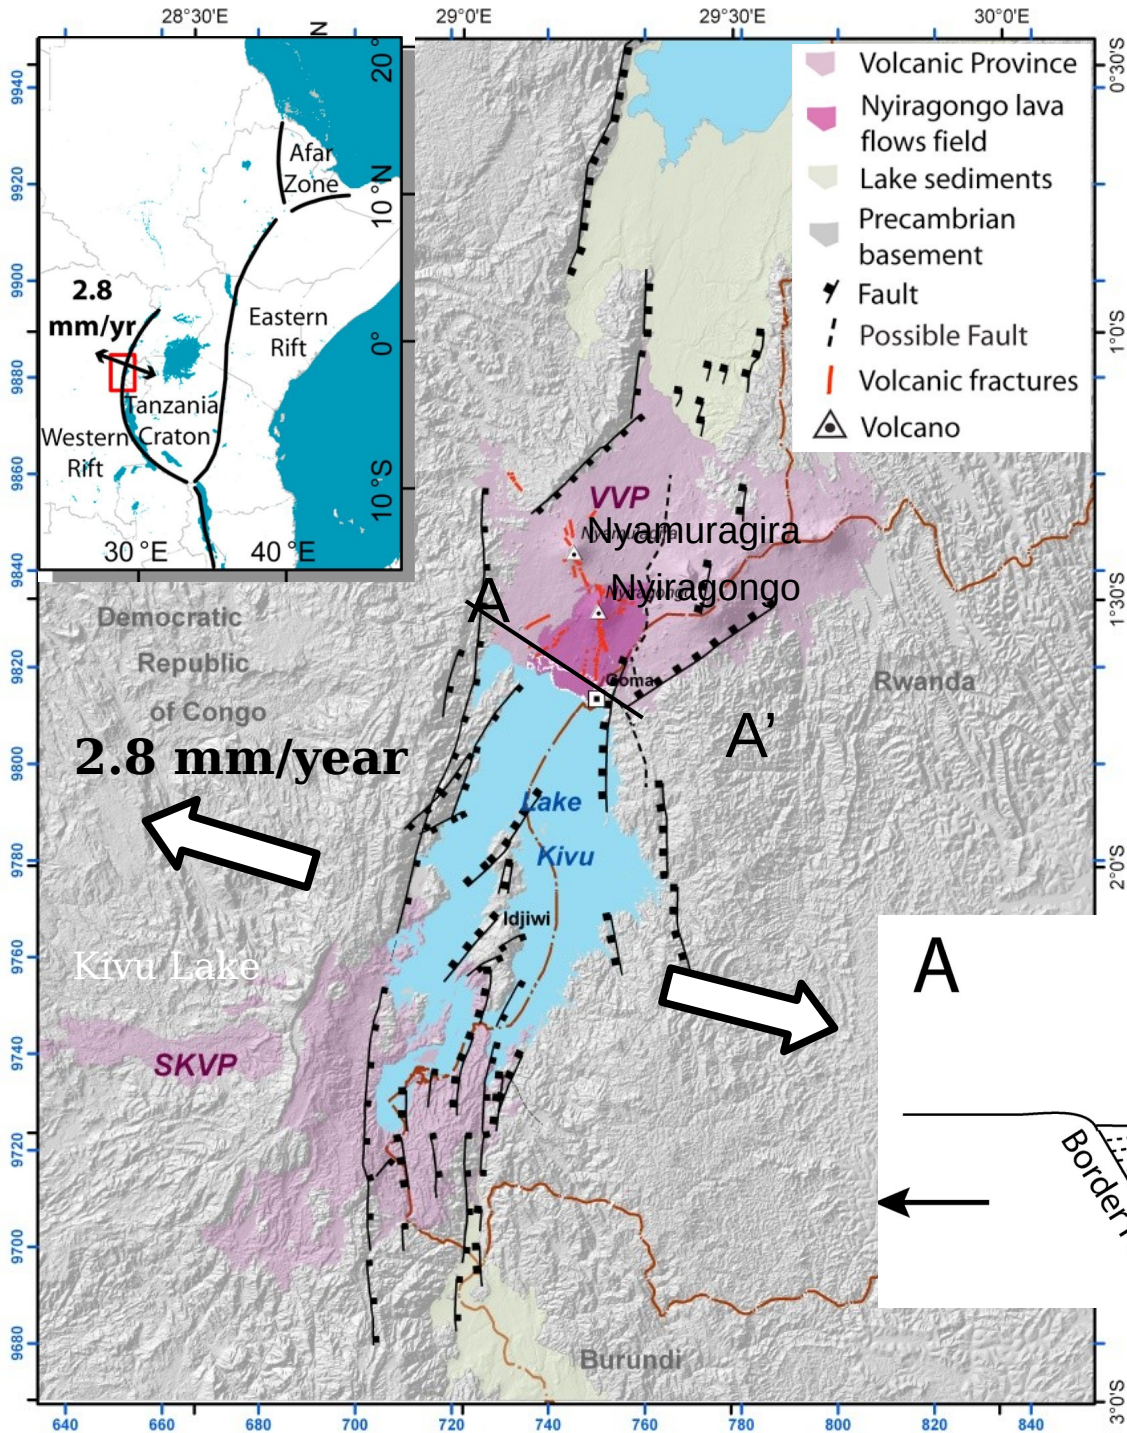 28°30'E
29°0'E
29°30'E
30°0'E
N
20°
10 °N
0°
10 °S
30 °E
40 °E
Afar
Zone
2.8
mm/yr
Eastern
Rift
Tanzania
Craton
Western
Rift
Volcanic Province
Nyiragongo lava
flows field
Lake sediments
Precambrian
basement
Fault
Possible Fault
Volcanic fractures
Volcano
0°30'S
1°0'S
1°30'S
2°0'S
3°0'S
9940
9920
9900
9880
9860
9840
9820
9800
9780
9760
9740
9720
9700
9680
VVP
Nyamuragira
Nyamuragira
Nyiragongo
Nyiragongo
A
Goma
A’
Democratic
Republic
of Congo
Rwanda
2.8 mm/year
Lake
Kivu
Idjiwi
Kivu Lake
SKVP
A
Border
Burundi
640
660
680
700
720
740
760
780
800
820
840